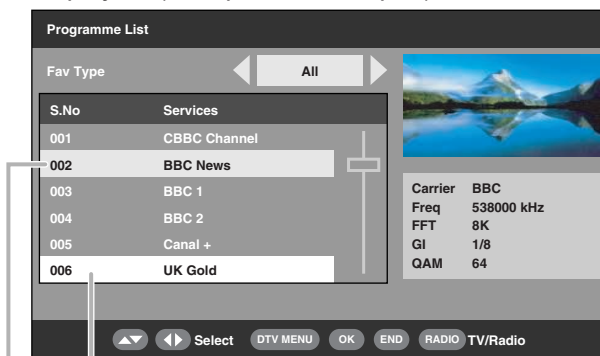 Programme List
Fav Type All
S.No Services
001 CBBC Channel
002 BBC News
003 BBC 1
004 BBC 2
005 Canal +
006 UK Gold
Carrier BBC
Freq 538000 kHz
FFT 8K
GI 1/8
QAM 64
Select DTV MENU OK END RADIO TV/Radio